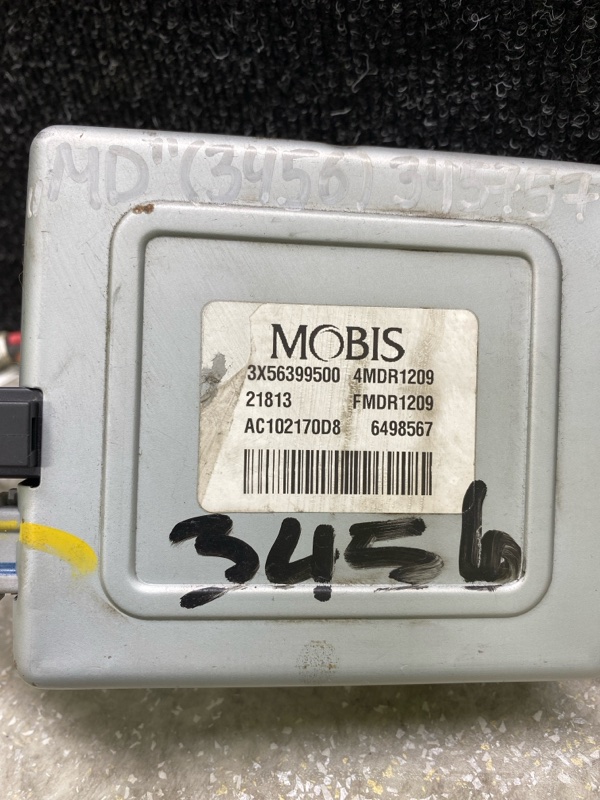 MD" (3456) 345757
MOBIS
3X56399500 4MDR1209
21813 FMDR1209
AC102170D8 6498567
3456